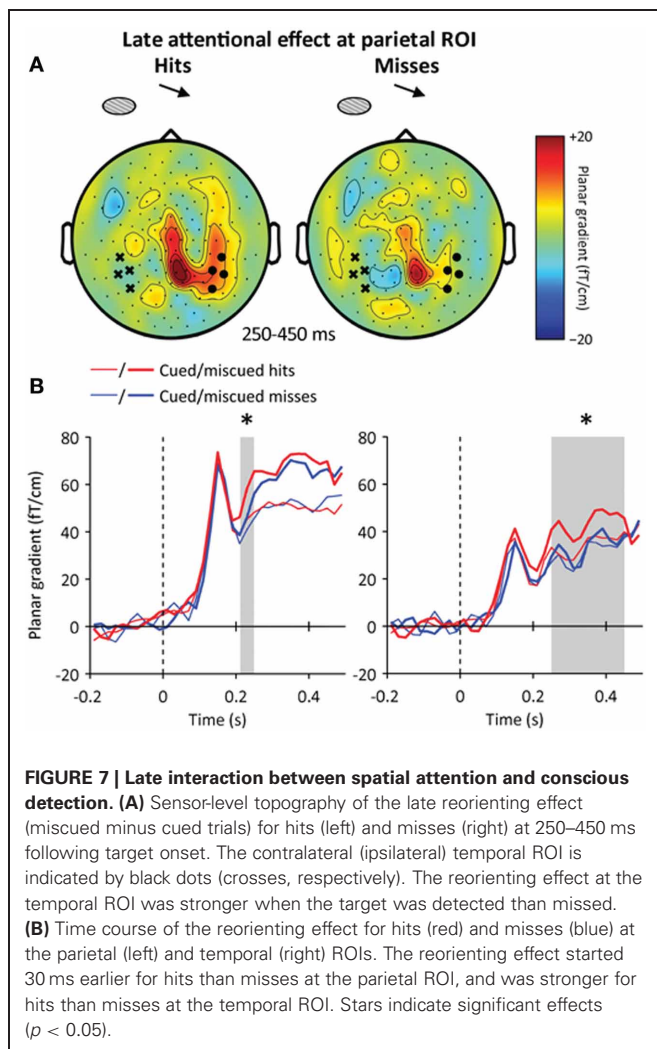 Late attentional effect at parietal ROI
A
Hits
Misses
+20
Planar gradient (fT/cm)
−20
250-450 ms
B
—/— Cued/miscued hits
—/— Cued/miscued misses
*
*
Planar gradient (fT/cm)
80
60
40
20
0
-20
-0.2
0
0.2
0.4
Time (s)
80
60
40
20
0
-20
-0.2
0
0.2
0.4
Time (s)
FIGURE 7 | Late interaction between spatial attention and conscious
detection. (A) Sensor-level topography of the late reorienting effect
(miscued minus cued trials) for hits (left) and misses (right) at 250–450 ms
following target onset. The contralateral (ipsilateral) temporal ROI is
indicated by black dots (crosses, respectively). The reorienting effect at the
temporal ROI was stronger when the target was detected than missed.
(B) Time course of the reorienting effect for hits (red) and misses (blue) at
the parietal (left) and temporal (right) ROIs. The reorienting effect started
30 ms earlier for hits than misses at the parietal ROI, and was stronger for
hits than misses at the temporal ROI. Stars indicate significant effects
(p < 0.05).